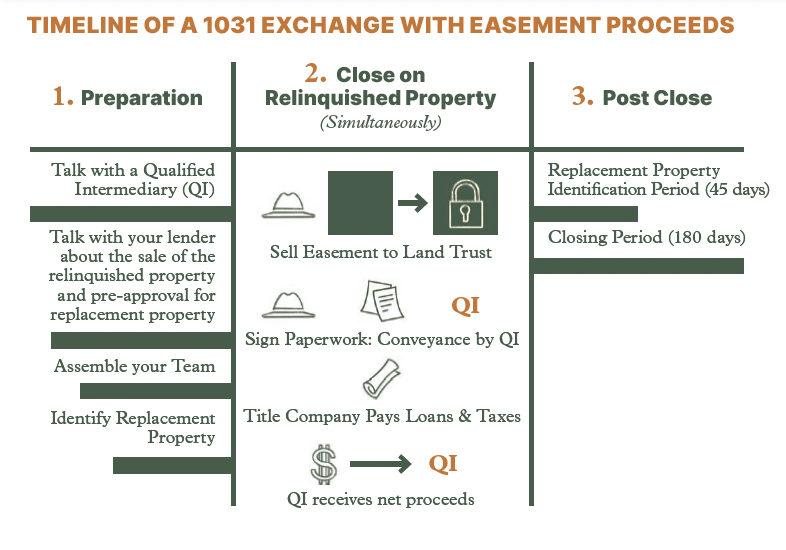 TIMELINE OF A 1031 EXCHANGE WITH EASEMENT PROCEEDS
1. Preparation
Talk with a Qualified
Intermediary (QI)
Talk with your lender
about the sale of the
relinquished property
and pre-approval for
replacement property
Assemble your Team
Identify Replacement
Property
2. Close on
Relinquished Property
(Simultaneously)
Sell Easement to Land Trust
QI
Sign Paperwork: Conveyance by QI
Title Company Pays Loans & Taxes
$ QI
QI receives net proceeds
3. Post Close
Replacement Property
Identification Period (45 days)
Closing Period (180 days)